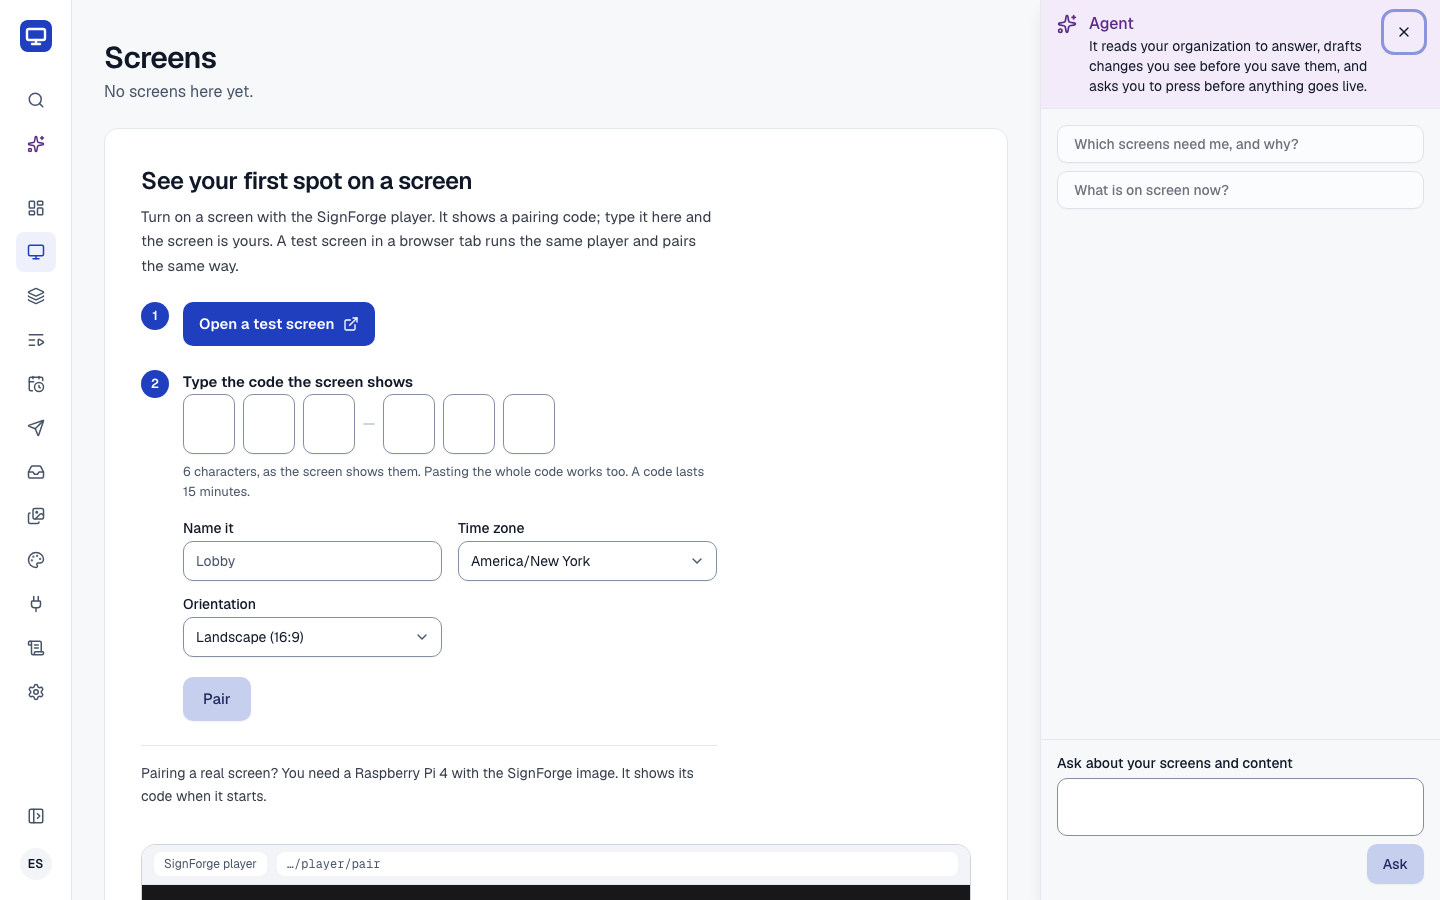 Screens
No screens here yet.
See your first spot on a screen
Turn on a screen with the SignForge player. It shows a pairing code; type it here and
the screen is yours. A test screen in a browser tab runs the same player and pairs
the same way.
1
Open a test screen
2
Type the code the screen shows
–
6 characters, as the screen shows them. Pasting the whole code works too. A code lasts
15 minutes.
Name it
Time zone
Lobby
America/New York
Orientation
Landscape (16:9)
Pair
Pairing a real screen? You need a Raspberry Pi 4 with the SignForge image. It shows its
code when it starts.
SignForge player
…/player/pair
ES
Agent
It reads your organization to answer, drafts
changes you see before you save them, and
asks you to press before anything goes live.
Which screens need me, and why?
What is on screen now?
Ask about your screens and content
Ask